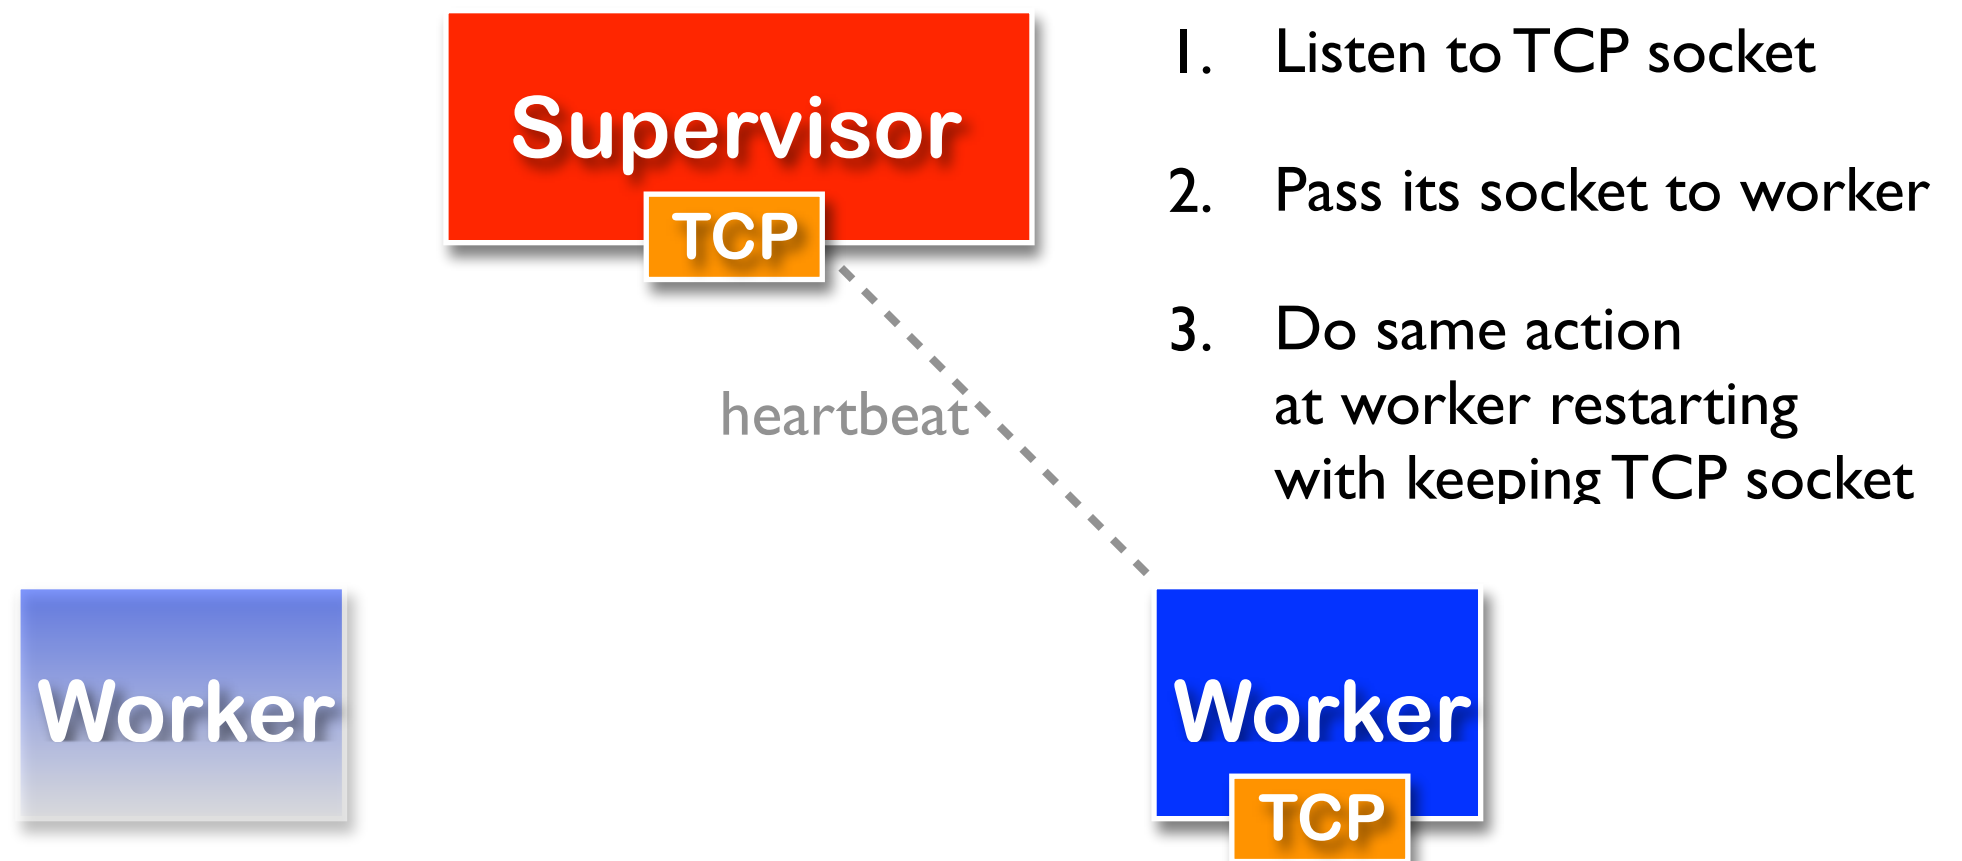 Supervisor
TCP
heartbeat
1. Listen to TCP socket
2. Pass its socket to worker
3. Do same action
at worker restarting
with keeping TCP socket
Worker
Worker
TCP